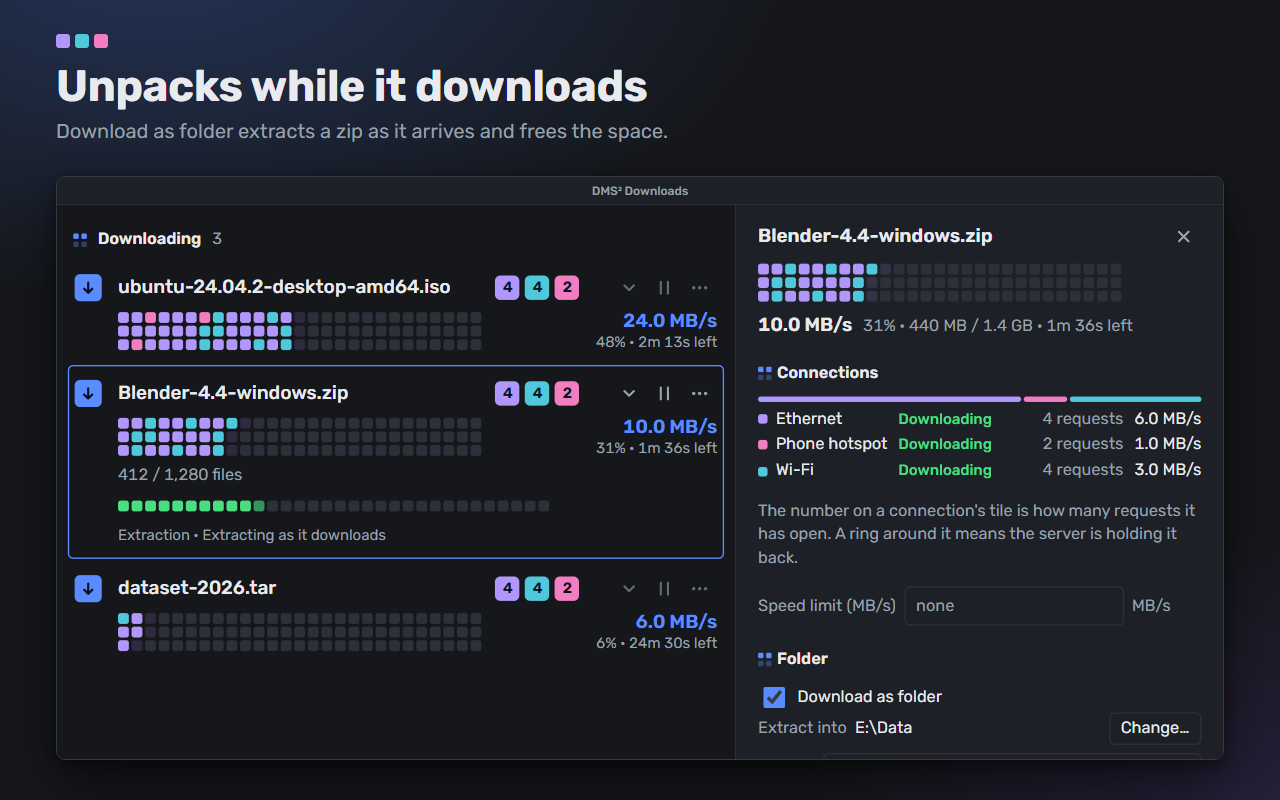 Unpacks while it downloads
Download as folder extracts a zip as it arrives and frees the space.
DMS² Downloads
Downloading 3
ubuntu-24.04.2-desktop-amd64.iso 4 4 2
24.0 MB/s
48% • 2m 13s left
Blender-4.4-windows.zip 4 4 2
10.0 MB/s
31% • 1m 36s left
412 / 1,280 files
Extraction • Extracting as it downloads
dataset-2026.tar 4 4 2
6.0 MB/s
6% • 24m 30s left
Blender-4.4-windows.zip
10.0 MB/s 31% • 440 MB / 1.4 GB • 1m 36s left
Connections
Ethernet Downloading 4 requests 6.0 MB/s
Phone hotspot Downloading 2 requests 1.0 MB/s
Wi-Fi Downloading 4 requests 3.0 MB/s
The number on a connection's tile is how many requests it
has open. A ring around it means the server is holding it
back.
Speed limit (MB/s) none MB/s
Folder
Download as folder
Extract into E:\Data Change…